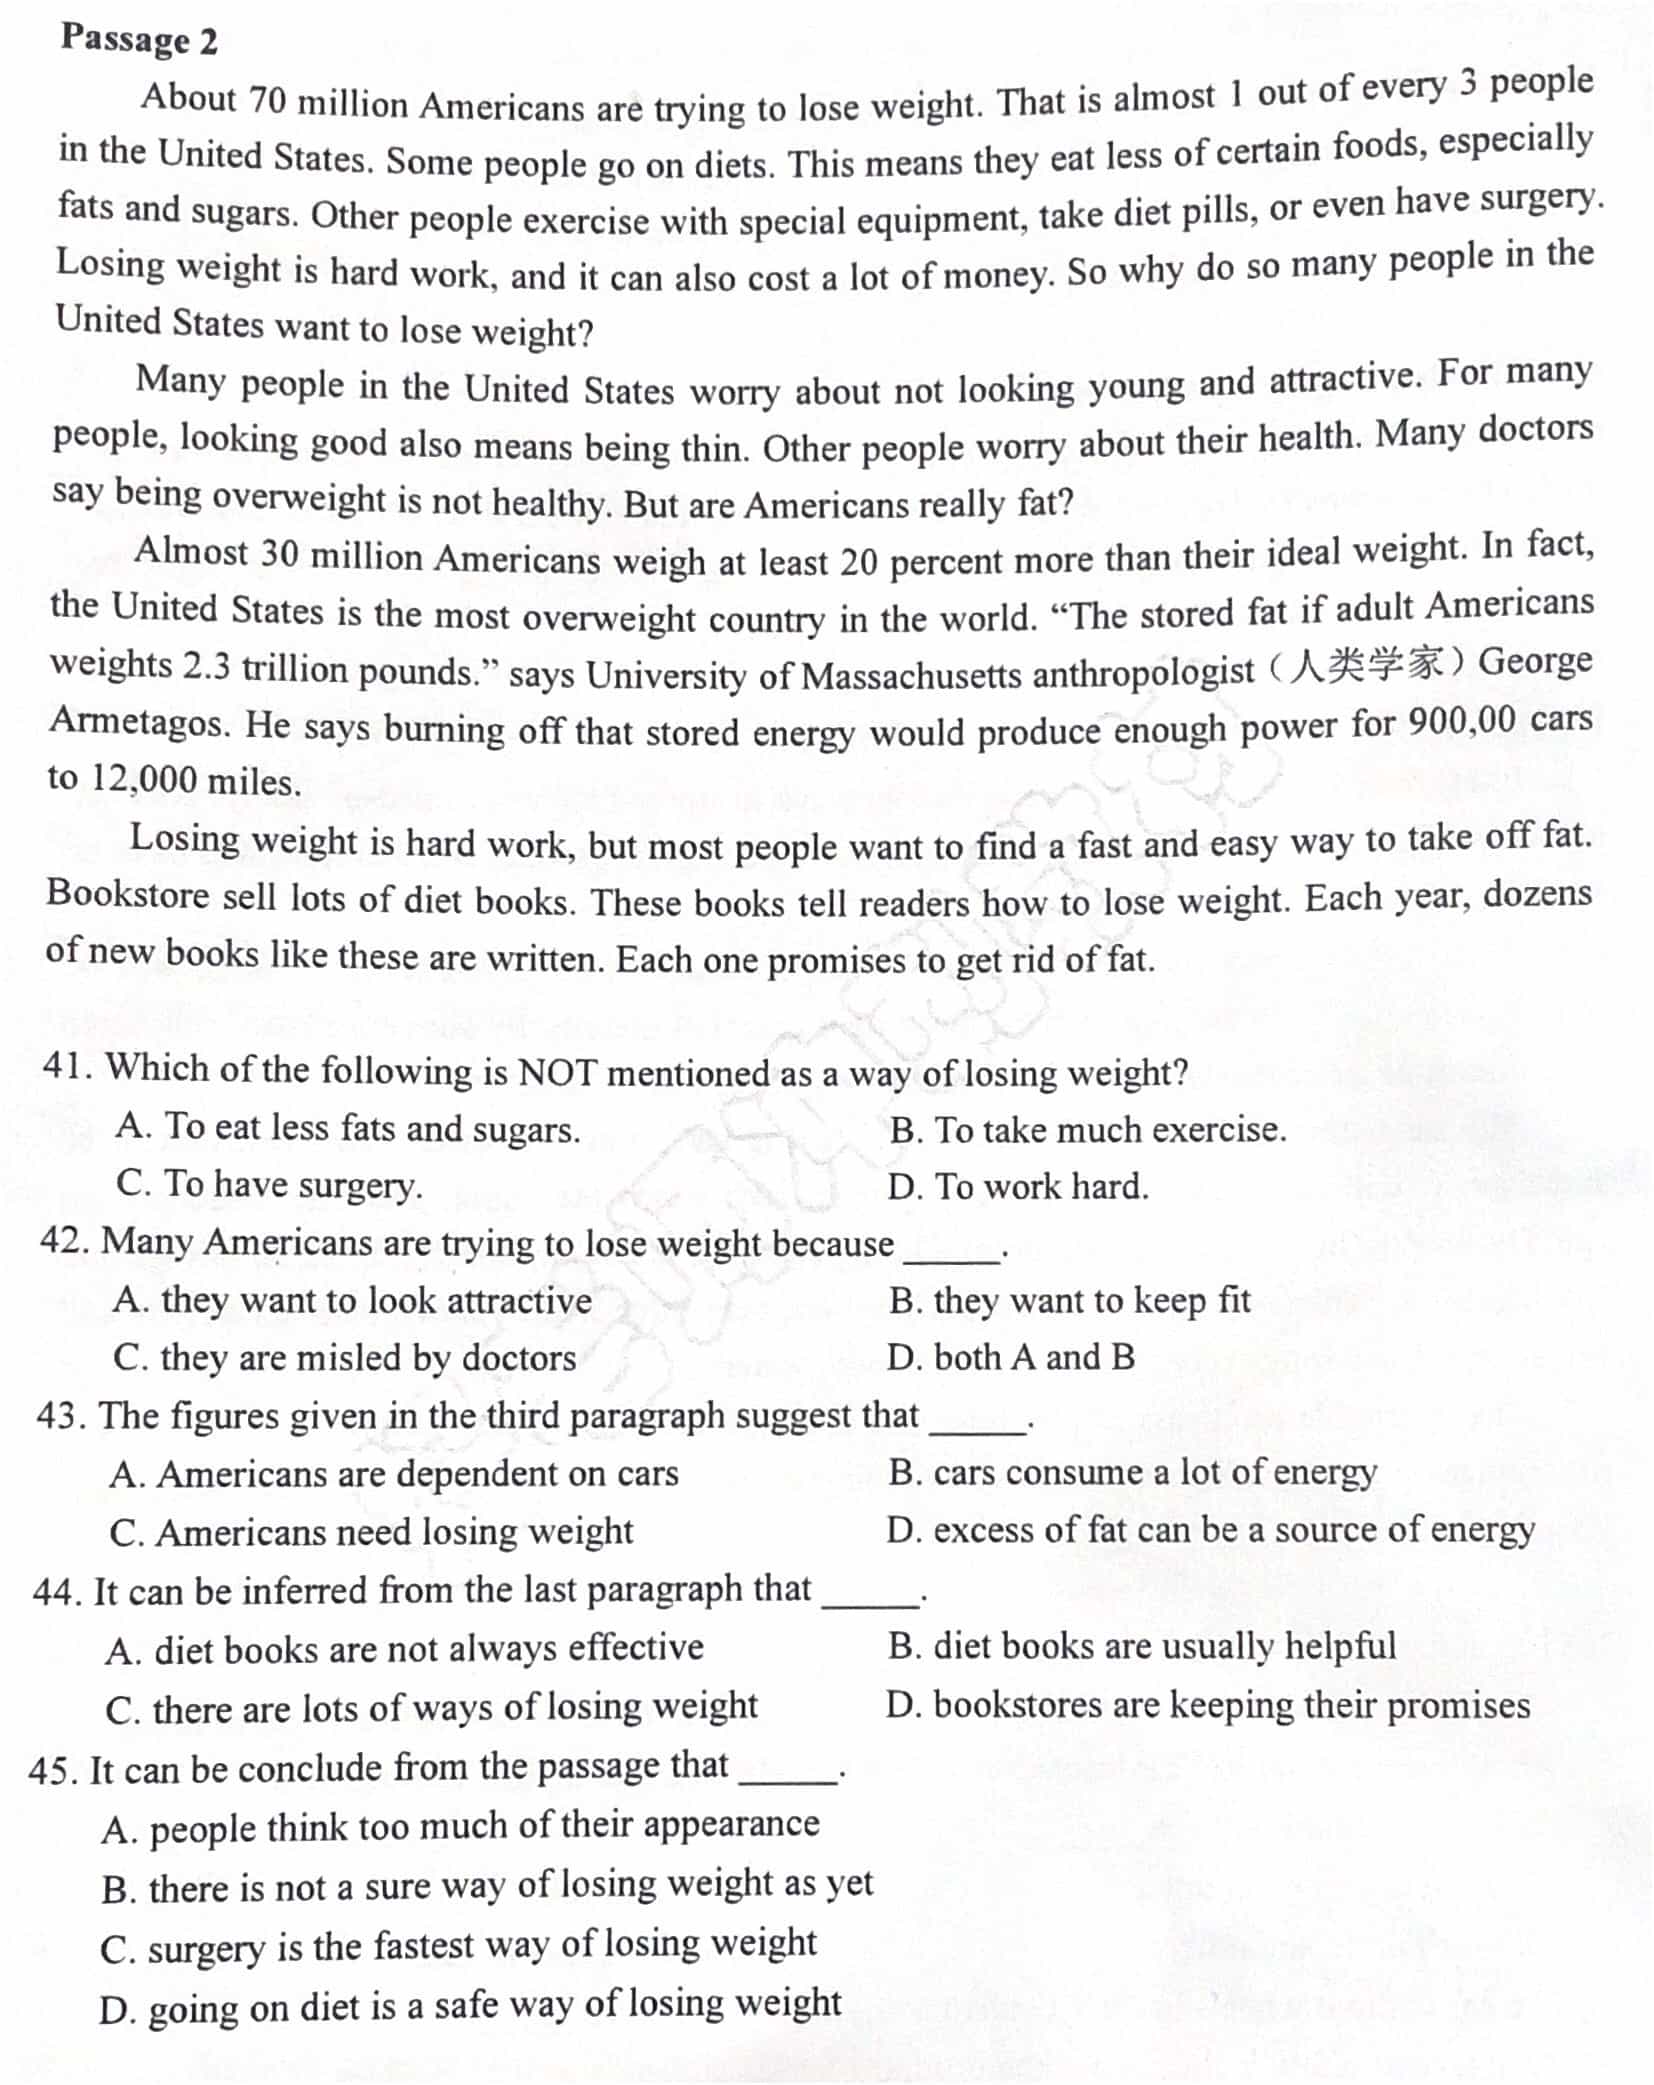 Passage 2
About 70 million Americans are trying to lose weight. That is almost 1 out of every 3 people
in the United States. Some people go on diets. This means they eat less of certain foods, especially
fats and sugars. Other people exercise with special equipment, take diet pills, or even have surgery.
Losing weight is hard work, and it can also cost a lot of money. So why do so many people in the
United States want to lose weight?
Many people in the United States worry about not looking young and attractive. For many
people, looking good also means being thin. Other people worry about their health. Many doctors
say being overweight is not healthy. But are Americans really fat?
Almost 30 million Americans weigh at least 20 percent more than their ideal weight. In fact,
the United States is the most overweight country in the world. “The stored fat if adult Americans
weights 2.3 trillion pounds.” says University of Massachusetts anthropologist（人类学家）George
Armetagos. He says burning off that stored energy would produce enough power for 900,00 cars
to 12,000 miles.
Losing weight is hard work, but most people want to find a fast and easy way to take off fat.
Bookstore sell lots of diet books. These books tell readers how to lose weight. Each year, dozens
of new books like these are written. Each one promises to get rid of fat.
41. Which of the following is NOT mentioned as a way of losing weight?
A. To eat less fats and sugars. B. To take much exercise.
C. To have surgery. D. To work hard.
42. Many Americans are trying to lose weight because _____.
A. they want to look attractive B. they want to keep fit
C. they are misled by doctors D. both A and B
43. The figures given in the third paragraph suggest that _____.
A. Americans are dependent on cars B. cars consume a lot of energy
C. Americans need losing weight D. excess of fat can be a source of energy
44. It can be inferred from the last paragraph that _____.
A. diet books are not always effective B. diet books are usually helpful
C. there are lots of ways of losing weight D. bookstores are keeping their promises
45. It can be conclude from the passage that _____.
A. people think too much of their appearance
B. there is not a sure way of losing weight as yet
C. surgery is the fastest way of losing weight
D. going on diet is a safe way of losing weight